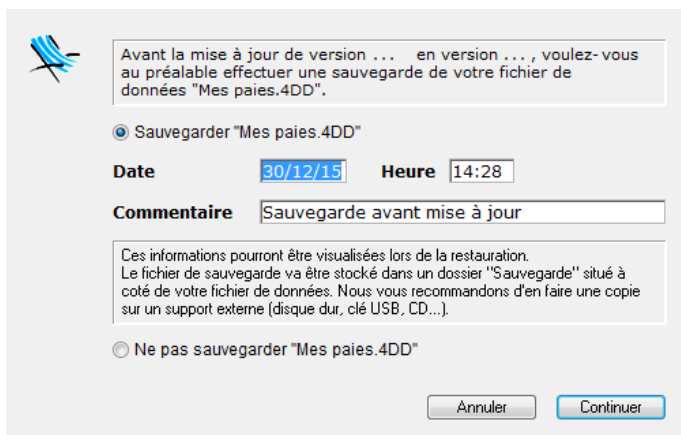 Avant la mise à jour de version ... en version ... , voulez-vous
au préalable effectuer une sauvegarde de votre fichier de
données "Mes paies.4DD".
Sauvegarder "Mes paies.4DD"
Date 30/12/15 Heure 14:28
Commentaire Sauvegarde avant mise à jour
Ces informations pourront être visualisées lors de la restauration.
Le fichier de sauvegarde va être stocké dans un dossier "Sauvegarde" situé à
coté de votre fichier de données. Nous vous recommandons d'en faire une copie
sur un support externe (disque dur, clé USB, CD...).
Ne pas sauvegarder "Mes paies.4DD"
Annuler Continuer